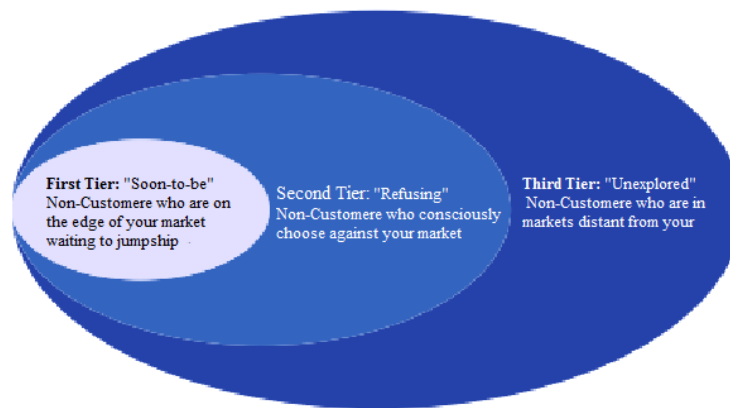 First Tier: "Soon-to-be"
Non-Customere who are on
the edge of your market
waiting to jumpship
Second Tier: "Refusing"
Non-Customere who consciously
choose against your market
Third Tier: "Unexplored"
Non-Customere who are in
markets distant from your